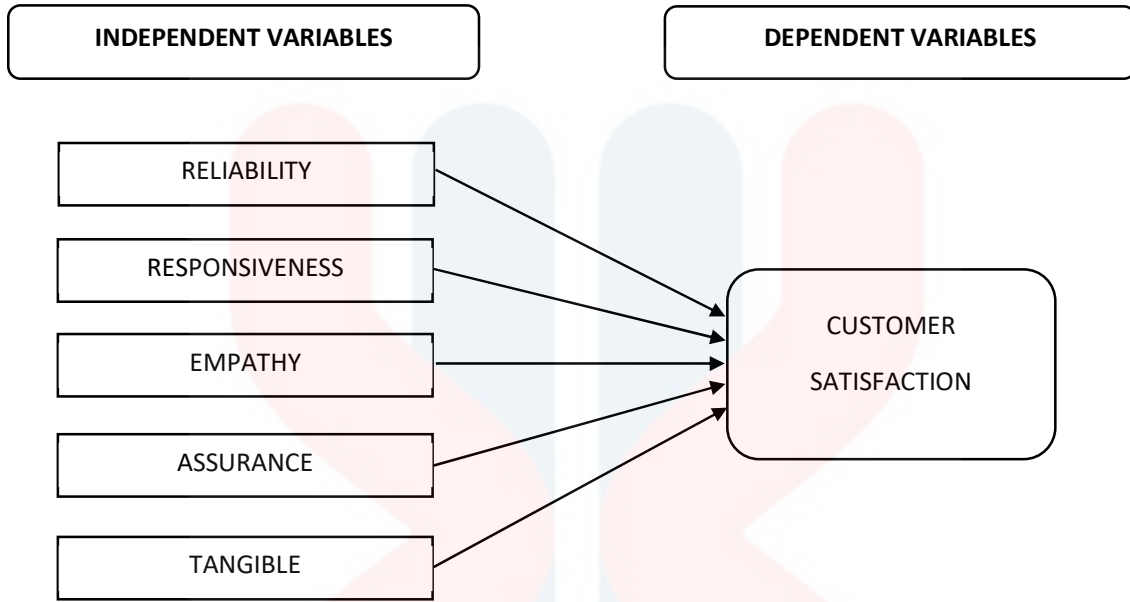 INDEPENDENT VARIABLES
DEPENDENT VARIABLES
RELIABILITY
RESPONSIVENESS
EMPATHY
ASSURANCE
TANGIBLE
CUSTOMER
SATISFACTION